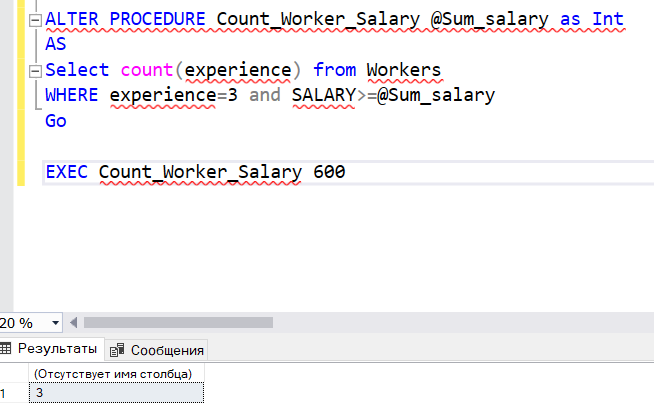 ALTER PROCEDURE Count_Worker_Salary @Sum_salary as Int
AS
Select count(experience) from Workers
WHERE experience=3 and SALARY>=@Sum_salary
Go
EXEC Count_Worker_Salary 600
20 %
Результаты Сообщения
(Отсутствует имя столбца)
1 3